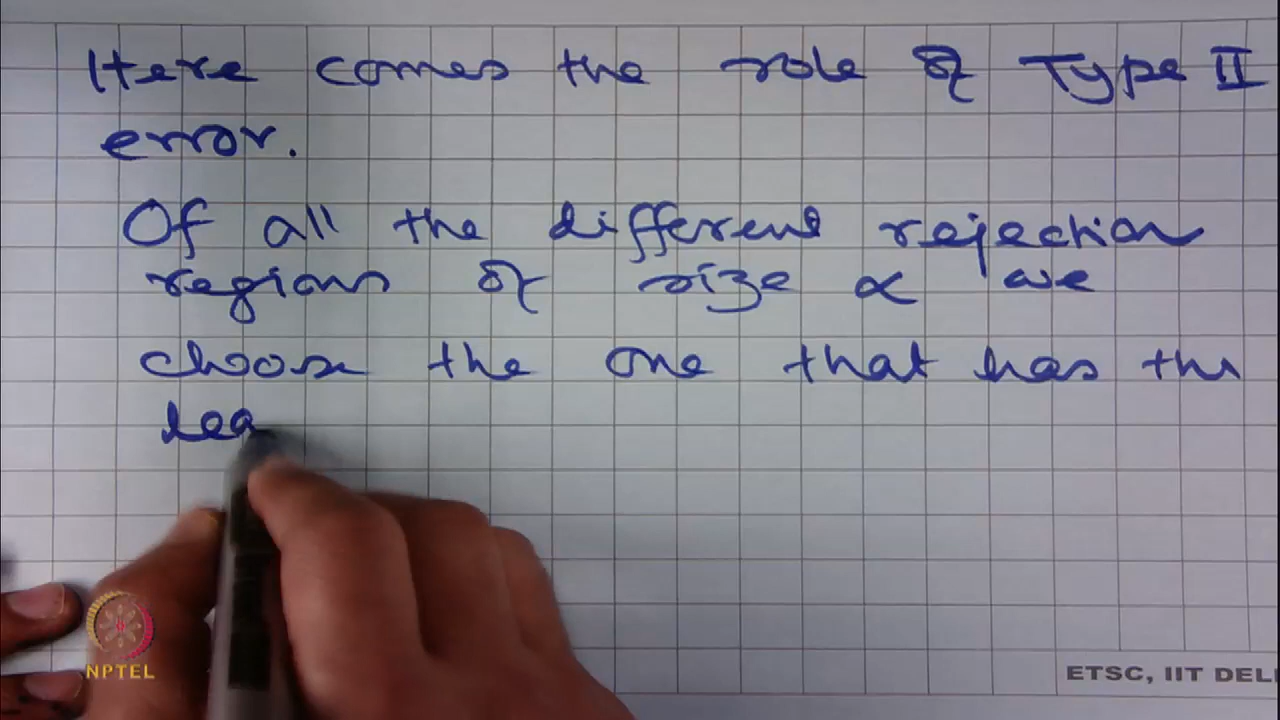 Here comes the role of Type II
error.
Of all the different rejection
regions of size α we
choose the one that has the
lea
NPTEL
ETSC, IIT DEL